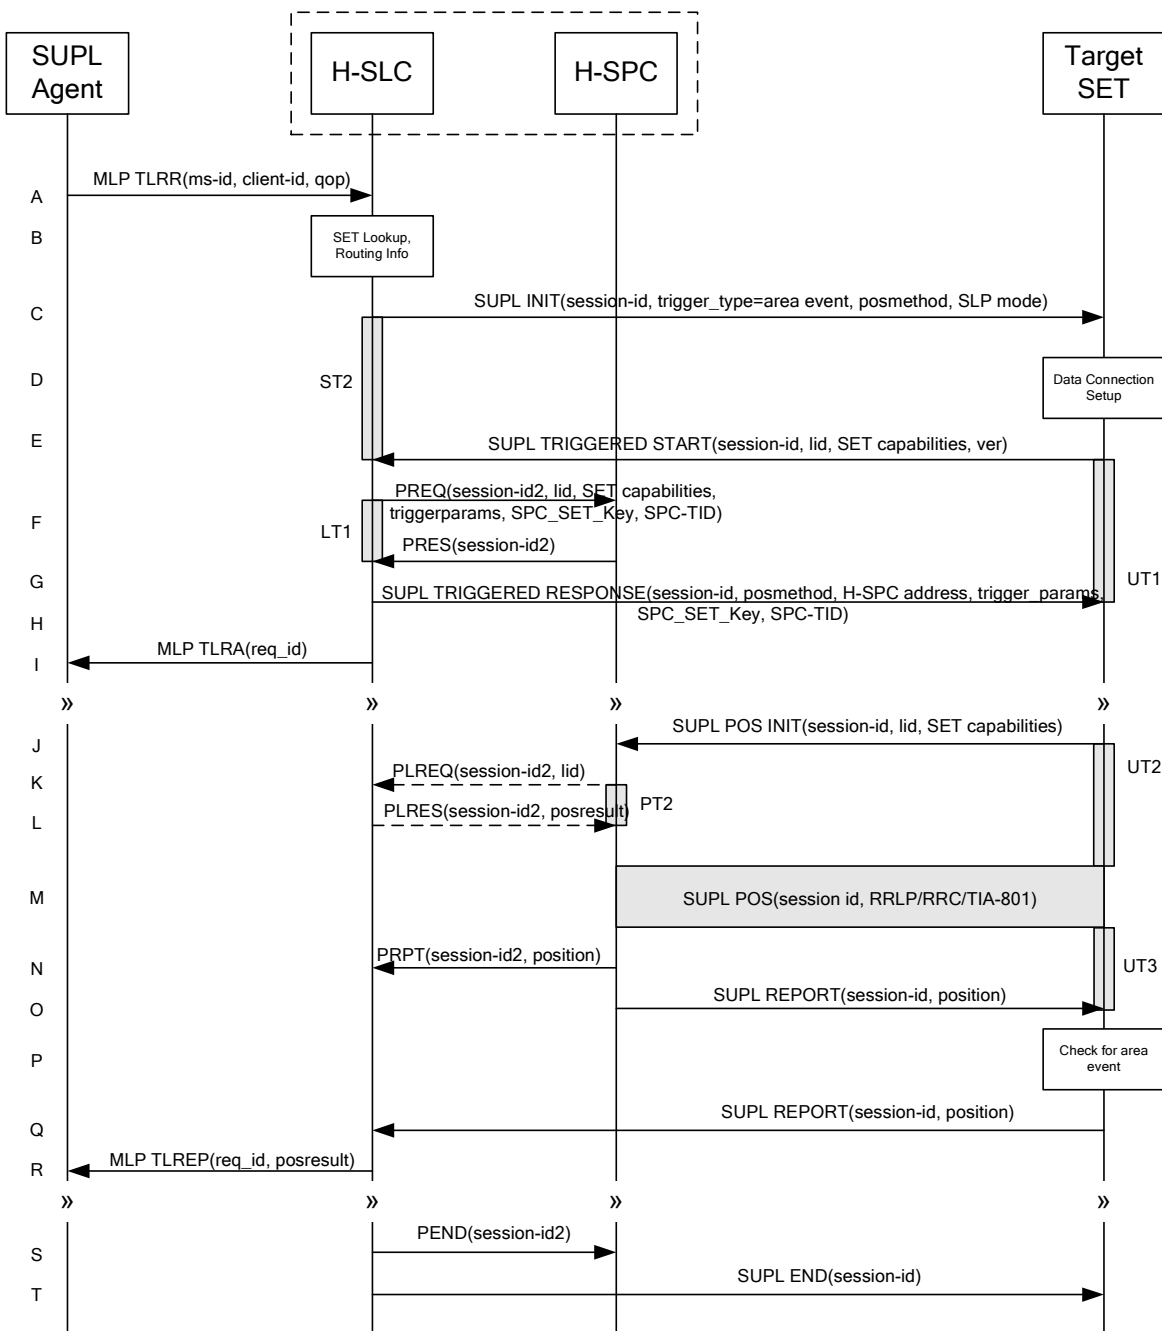 SUPL
Agent
H-SLC
H-SPC
Target
SET
A
MLP TLRR(ms-id, client-id, qop)
B
SET Lookup,
Routing Info
C
SUPL INIT(session-id, trigger_type=area event, posmethod, SLP mode)
D
ST2
Data Connection
Setup
E
SUPL TRIGGERED START(session-id, lid, SET capabilities, ver)
F
LT1
PREQ(session-id2, lid, SET capabilities,
triggerparams, SPC_SET_Key, SPC-TID)
PRES(session-id2)
G
UT1
SUPL TRIGGERED RESPONSE(session-id, posmethod, H-SPC address, trigger_params,
SPC_SET_Key, SPC-TID)
H
I
MLP TLRA(req_id)
»
»
»
»
J
SUPL POS INIT(session-id, lid, SET capabilities)
UT2
K
PLREQ(session-id2, lid)
L
PLRES(session-id2, posresult)
PT2
M
SUPL POS(session id, RRLP/RRC/TIA-801)
N
PRPT(session-id2, position)
UT3
O
SUPL REPORT(session-id, position)
P
Check for area
event
Q
SUPL REPORT(session-id, position)
R
MLP TLREP(req_id, posresult)
»
»
»
»
S
PEND(session-id2)
T
SUPL END(session-id)